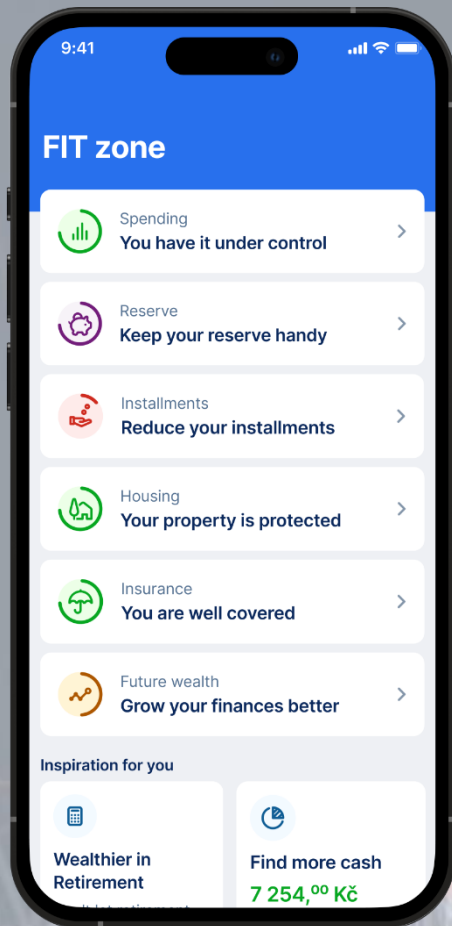 9:41
FIT zone
Spending
You have it under control
Reserve
Keep your reserve handy
Installments
Reduce your installments
Housing
Your property is protected
Insurance
You are well covered
Future wealth
Grow your finances better
Inspiration for you
Wealthier in
Retirement
Find more cash
7 254,⁰⁰ Kč